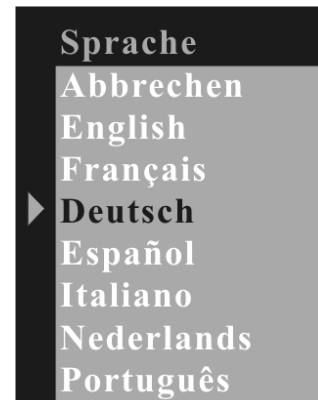 Sprache
Abbrechen
English
Français
Deutsch
Español
Italiano
Nederlands
Português